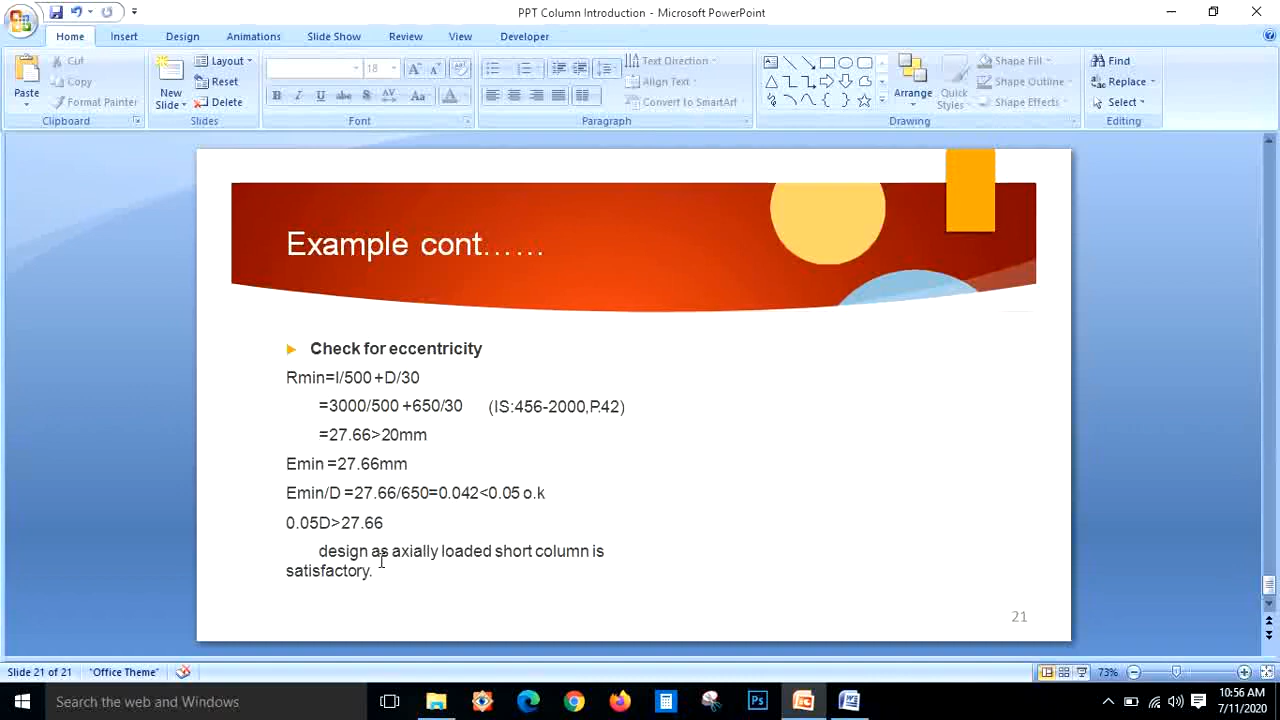 PPT Column Introduction - Microsoft PowerPoint
Home Insert Design Animations Slide Show Review View Developer
Paste
Cut
Copy
Format Painter
Clipboard
New Slide
Layout
Reset
Delete
Slides
18
B I U abc S AV Aa A
Font
Text Direction
Align Text
Convert to SmartArt
Paragraph
Arrange
Quick Styles
Shape Fill
Shape Outline
Shape Effects
Drawing
Find
Replace
Select
Editing
Example cont……
Check for eccentricity
Rmin=l/500 +D/30
=3000/500 +650/30 (IS:456-2000,P.42)
=27.66>20mm
Emin =27.66mm
Emin/D =27.66/650=0.042<0.05 o.k
0.05D>27.66
design as axially loaded short column is
satisfactory.
21
Slide 21 of 21 "Office Theme" 73%
Search the web and Windows
Ps
10:56 AM
7/11/2020